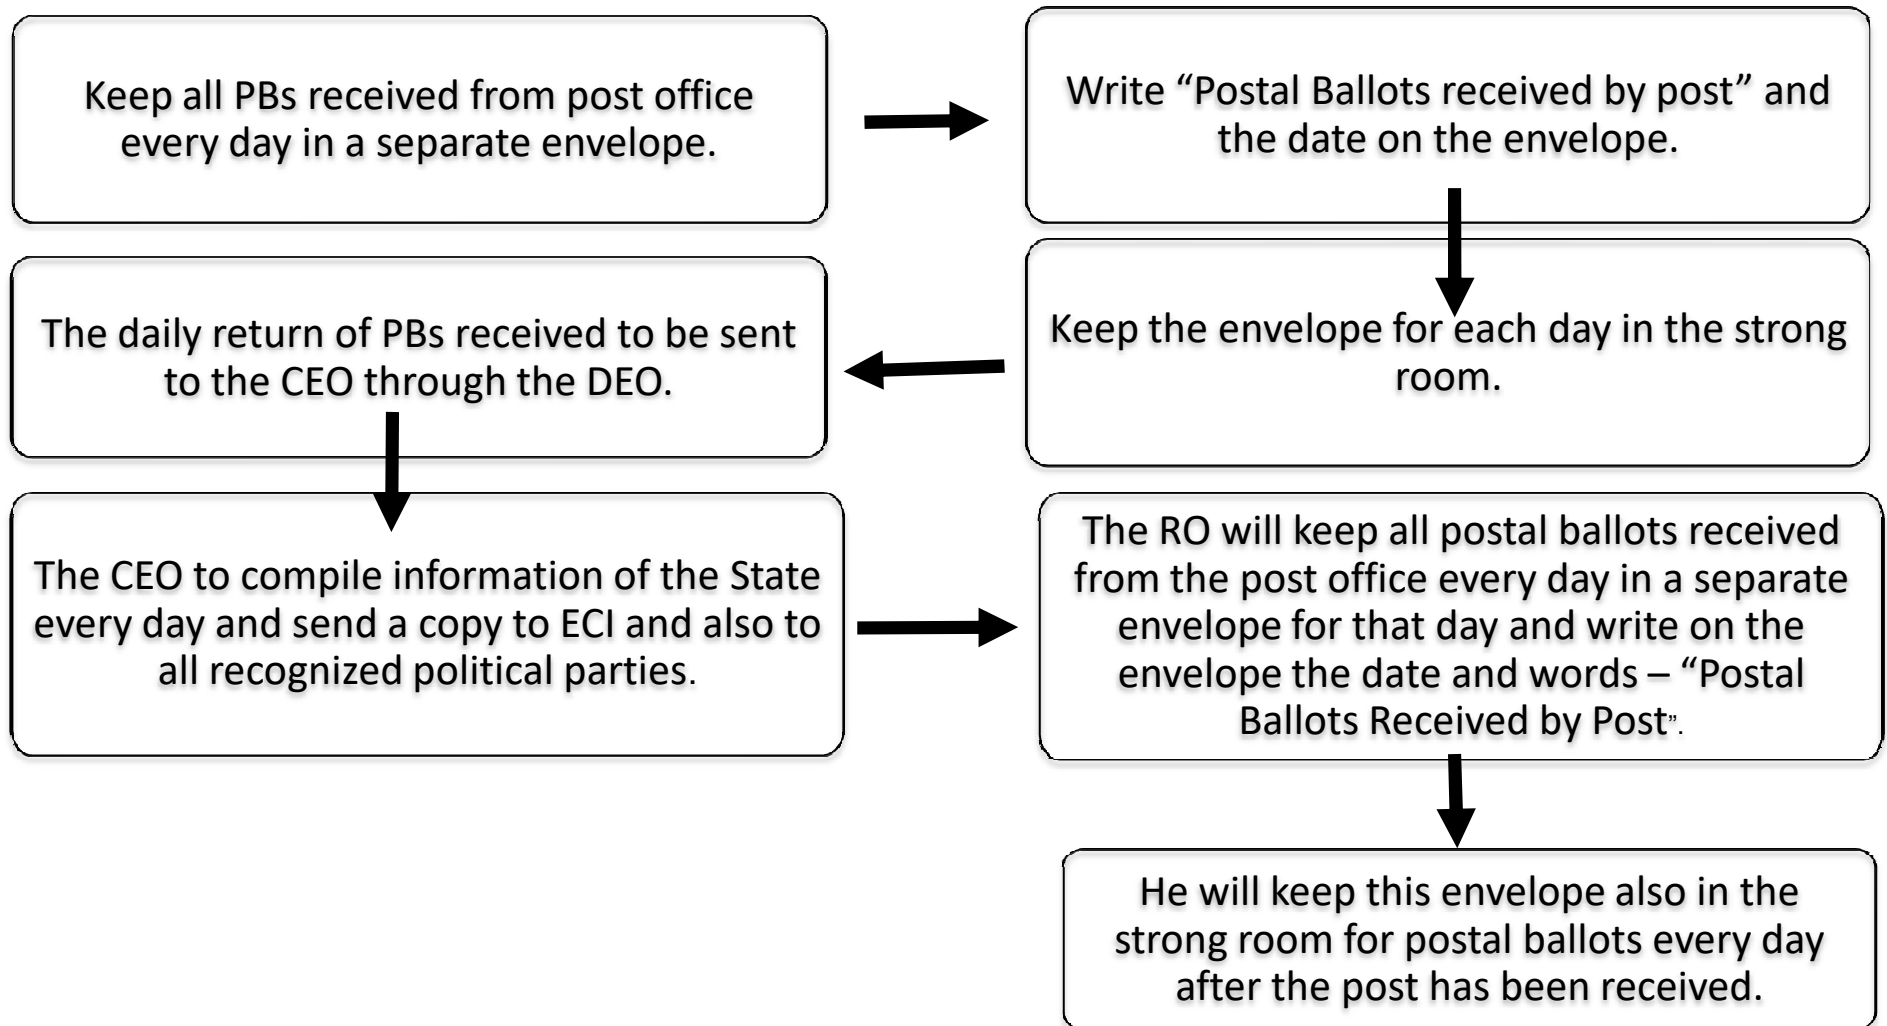 Keep all PBs received from post office
every day in a separate envelope.
Write “Postal Ballots received by post” and
the date on the envelope.
Keep the envelope for each day in the strong
room.
The daily return of PBs received to be sent
to the CEO through the DEO.
The CEO to compile information of the State
every day and send a copy to ECI and also to
all recognized political parties.
The RO will keep all postal ballots received
from the post office every day in a separate
envelope for that day and write on the
envelope the date and words – “Postal
Ballots Received by Post”.
He will keep this envelope also in the
strong room for postal ballots every day
after the post has been received.